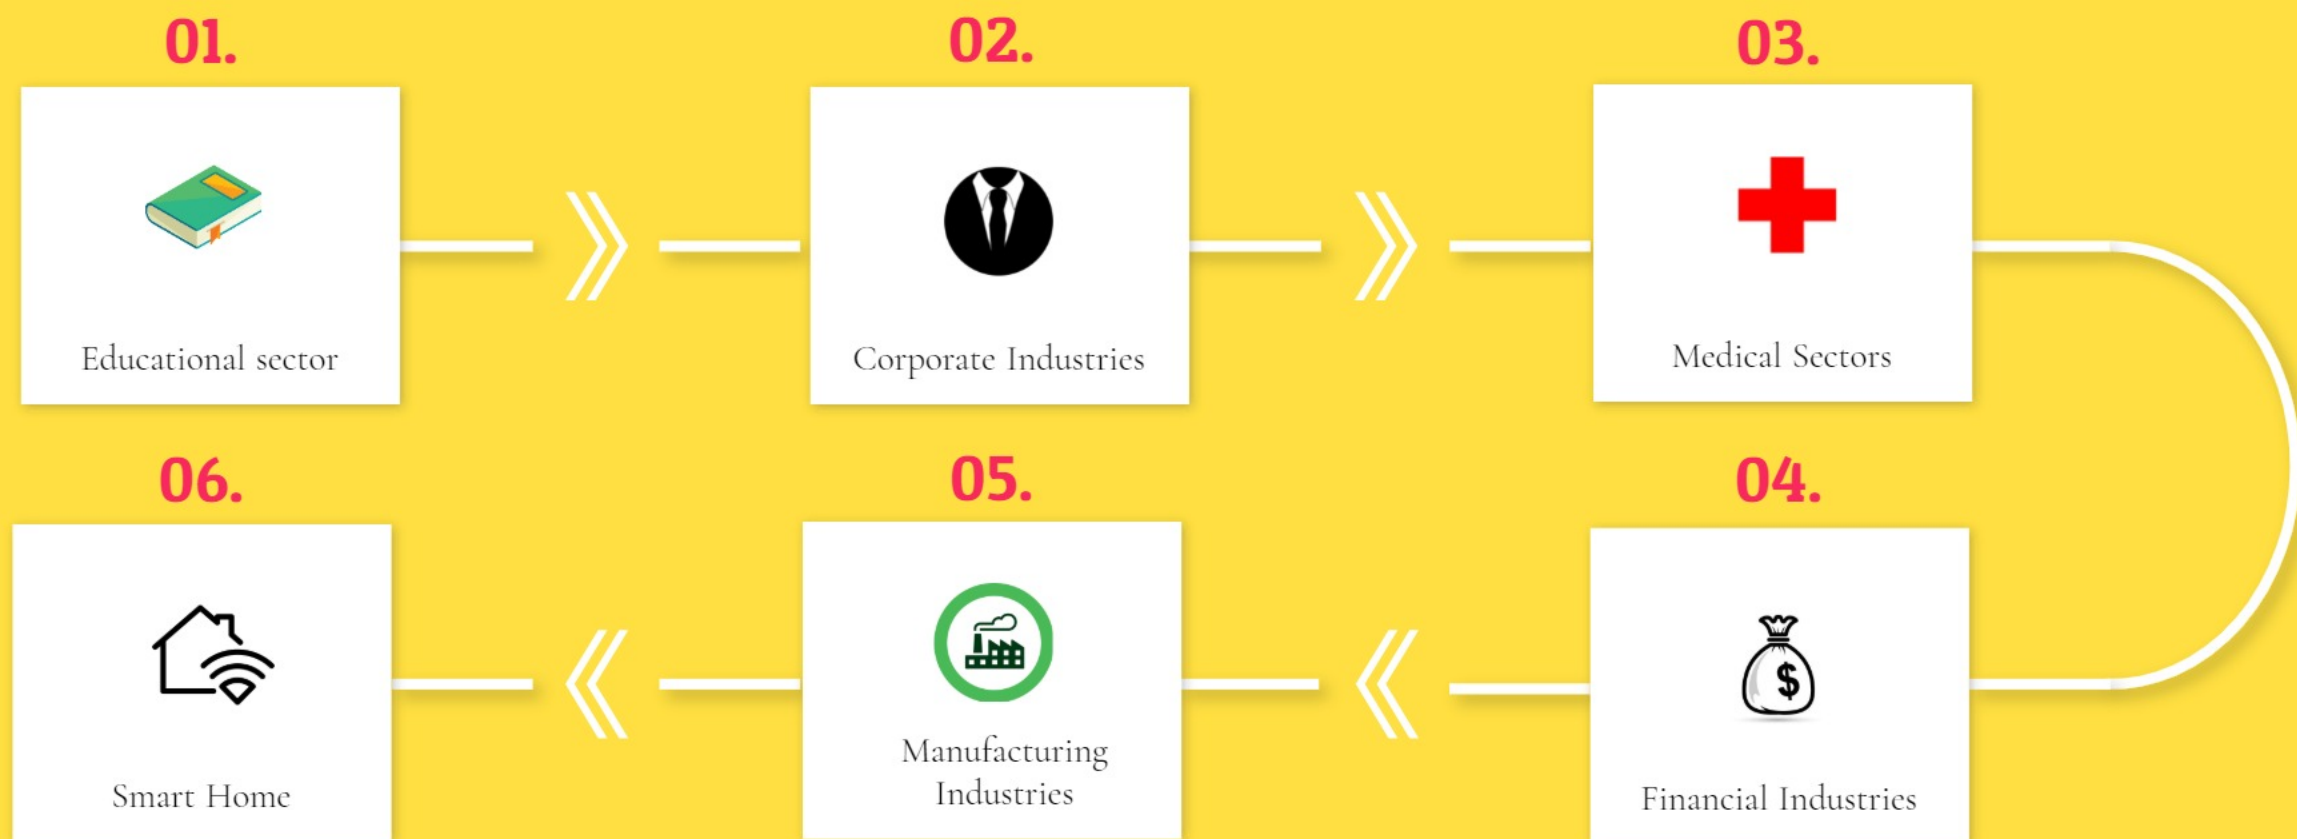 01.
02.
03.
Educational sector
Corporate Industries
Medical Sectors
06.
05.
04.
$
Smart Home
Manufacturing
Industries
Financial Industries